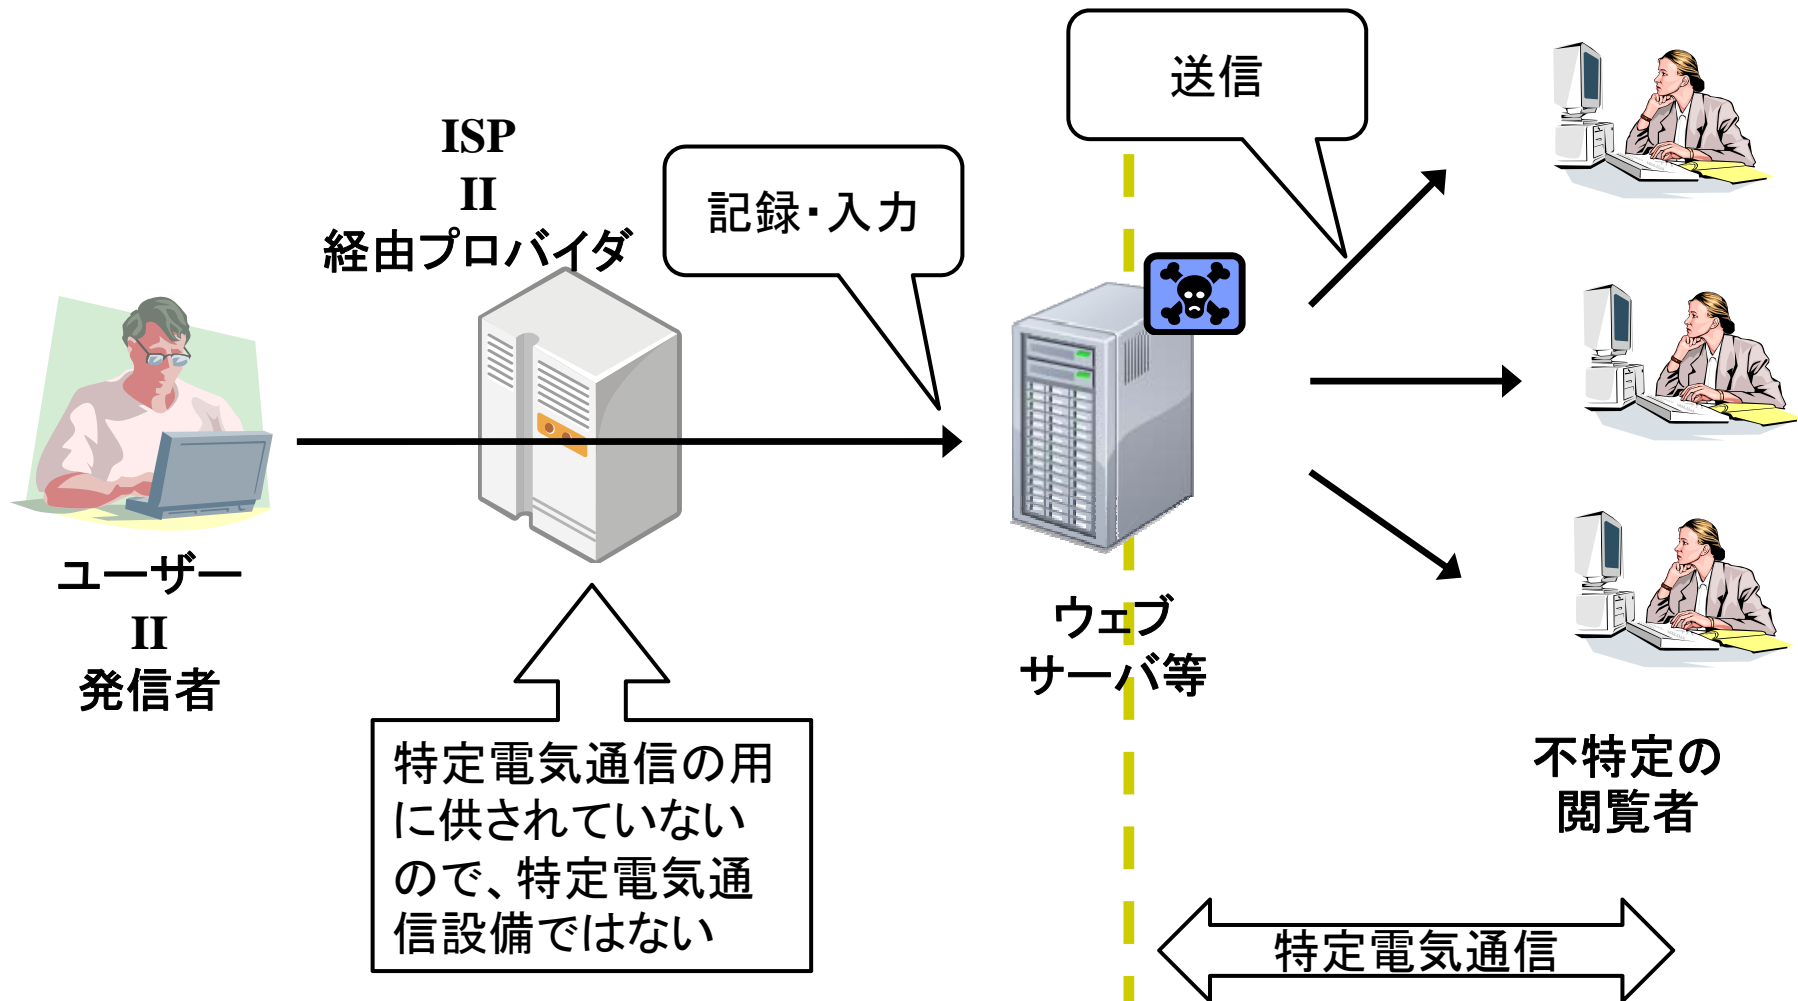 送信
ISP
II
経由プロバイダ
記録・入力
ユーザー
II
発信者
ウェブ
サーバ等
特定電気通信の用
に供されていない
ので、特定電気通
信設備ではない
不特定の
閲覧者
特定電気通信